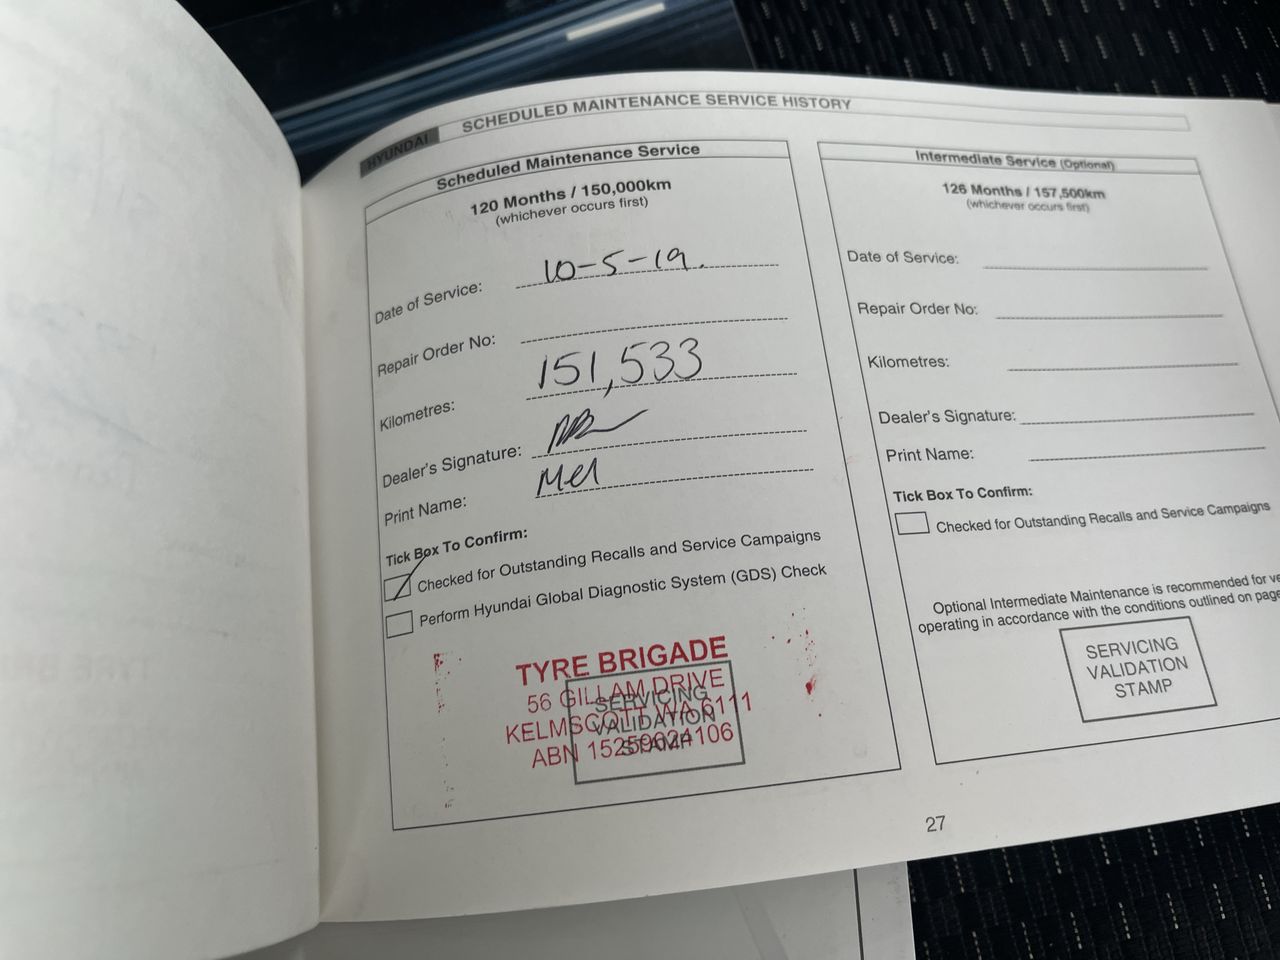 HYUNDAI
SCHEDULED MAINTENANCE SERVICE HISTORY
Scheduled Maintenance Service
120 Months / 150,000km
(whichever occurs first)
Date of Service: 10-5-19.
Repair Order No:
Kilometres: 151,533
Dealer's Signature:
Print Name: Mel
Tick Box To Confirm:
Checked for Outstanding Recalls and Service Campaigns
Perform Hyundai Global Diagnostic System (GDS) Check
TYRE BRIGADE
56 GILLAM DRIVE
KELMSCOTT WA 6111
ABN 15259024106
SERVICING
VALIDATION
STAMP
Intermediate Service (Optional)
126 Months / 157,500km
(whichever occurs first)
Date of Service:
Repair Order No:
Kilometres:
Dealer's Signature:
Print Name:
Tick Box To Confirm:
Checked for Outstanding Recalls and Service Campaigns
Optional Intermediate Maintenance is recommended for
operating in accordance with the conditions outlined on page
SERVICING
VALIDATION
STAMP
27